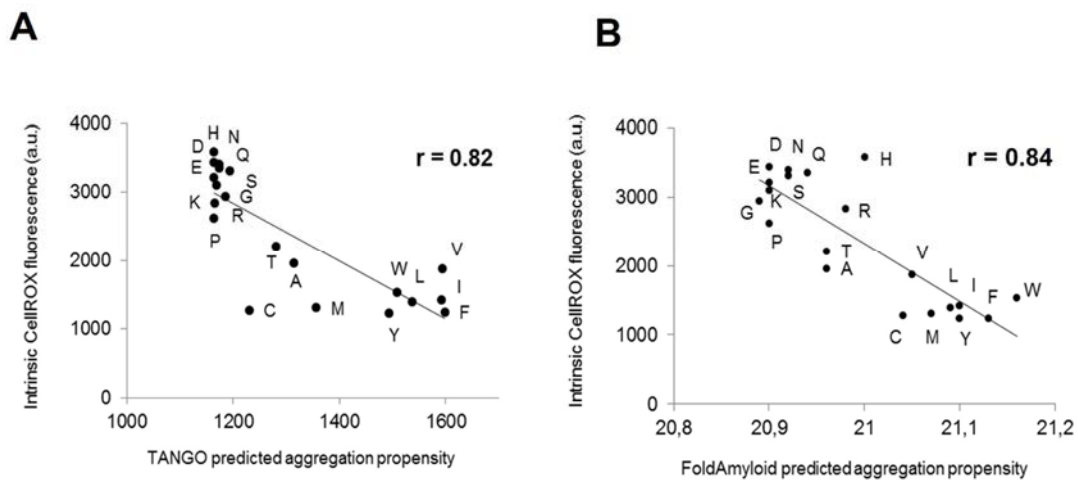 A
Intrinsic CellROX fluorescence (a.u.)
4000
3000
2000
1000
0
1000
1200
1400
1600
TANGO predicted aggregation propensity
r = 0.82
H
N
D
Q
E
S
G
K
R
P
T
A
C
M
W
L
V
I
Y
F
B
Intrinsic CellROX fluorescence (a.u.)
4000
3000
2000
1000
0
20,8
20,9
21
21,1
21,2
FoldAmyloid predicted aggregation propensity
r = 0.84
D
N
Q
H
E
S
K
G
R
P
T
A
V
L
I
F
W
C
M
Y